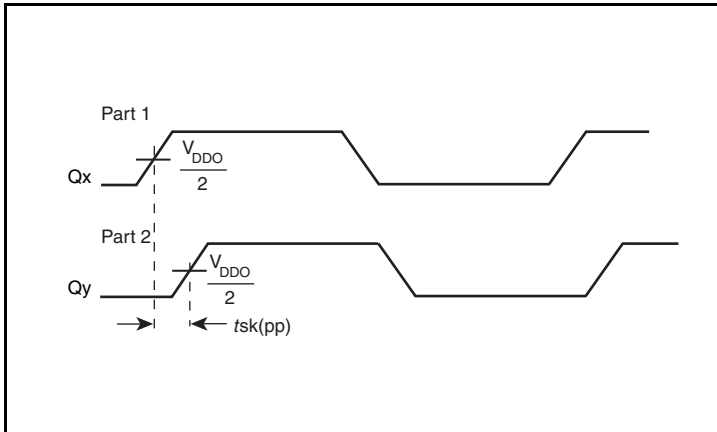 Part 1
Qx
VDDO
2
Part 2
Qy
VDDO
2
tsk(pp)